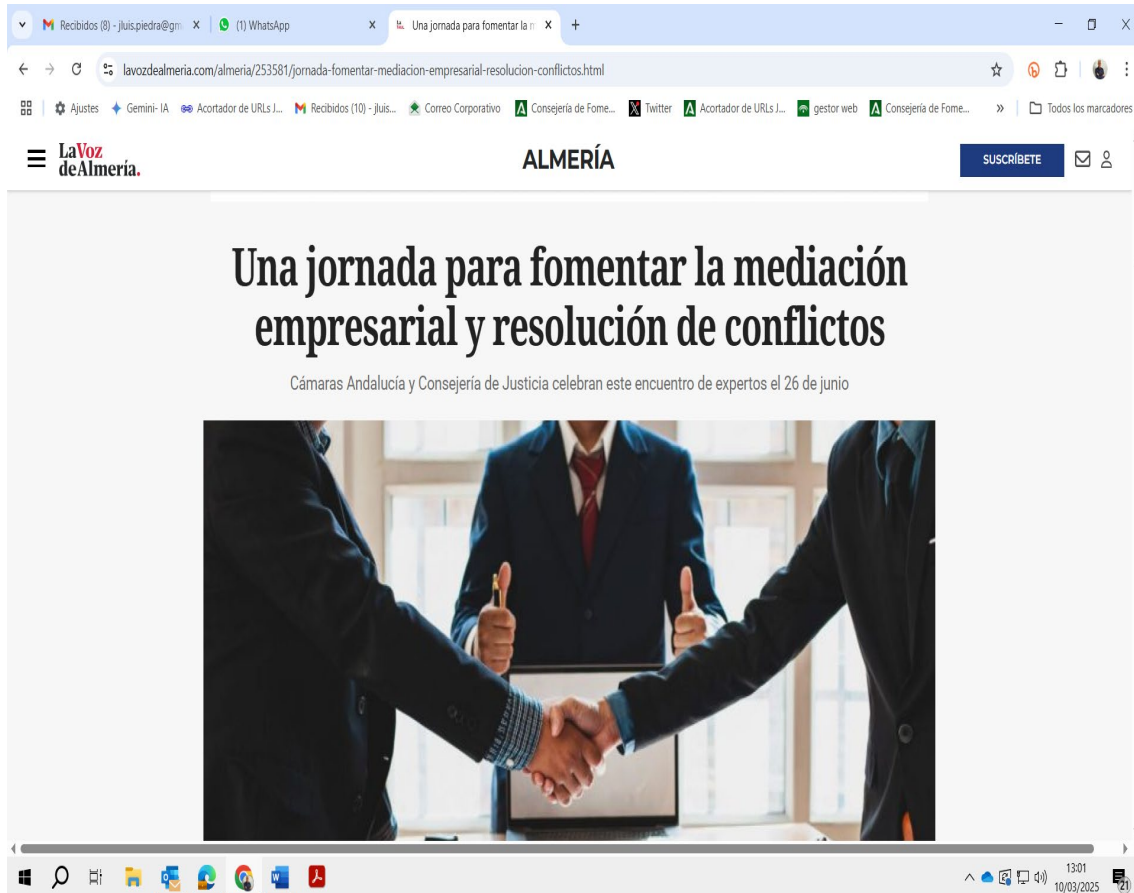 Recibidos (8) - jluis.piedra@gm
(1) WhatsApp
Una jornada para fomentar la m
lavozdealmeria.com/almeria/253581/jornada-fomentar-mediacion-empresarial-resolucion-conflictos.html
Ajustes Gemini- IA Acortador de URLs J... Recibidos (10) - jluis... Correo Corporativo Consejería de Fome... Twitter Acortador de URLs J... gestor web Consejería de Fome... » Todos los marcadores
LaVoz
deAlmería.
ALMERÍA
SUSCRÍBETE
Una jornada para fomentar la mediación
empresarial y resolución de conflictos
Cámaras Andalucía y Consejería de Justicia celebran este encuentro de expertos el 26 de junio
13:01
10/03/2025
21